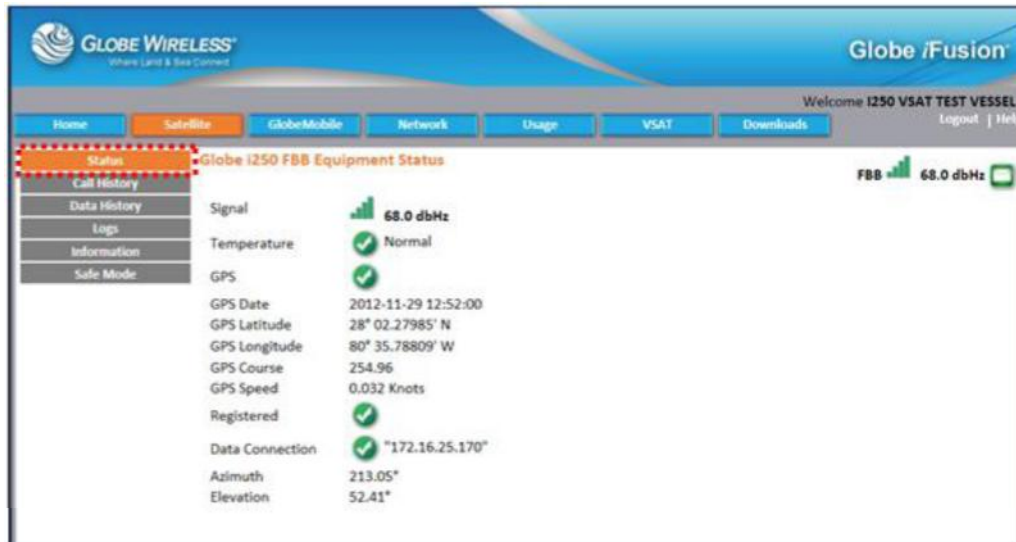 GLOBE WIRELESS
Where Land & Sea Connect
Globe iFusion
Welcome I250 VSAT TEST VESSEL
Logout | Hel
Home Satellite GlobeMobile Network Usage VSAT Downloads
Status
Call History
Data History
Logs
Information
Safe Mode
Globe i250 FBB Equipment Status
FBB 68.0 dbHz
Signal 68.0 dbHz
Temperature Normal
GPS
GPS Date 2012-11-29 12:52:00
GPS Latitude 28° 02.27985' N
GPS Longitude 80° 35.78809' W
GPS Course 254.96
GPS Speed 0.032 Knots
Registered
Data Connection "172.16.25.170"
Azimuth 213.05°
Elevation 52.41°